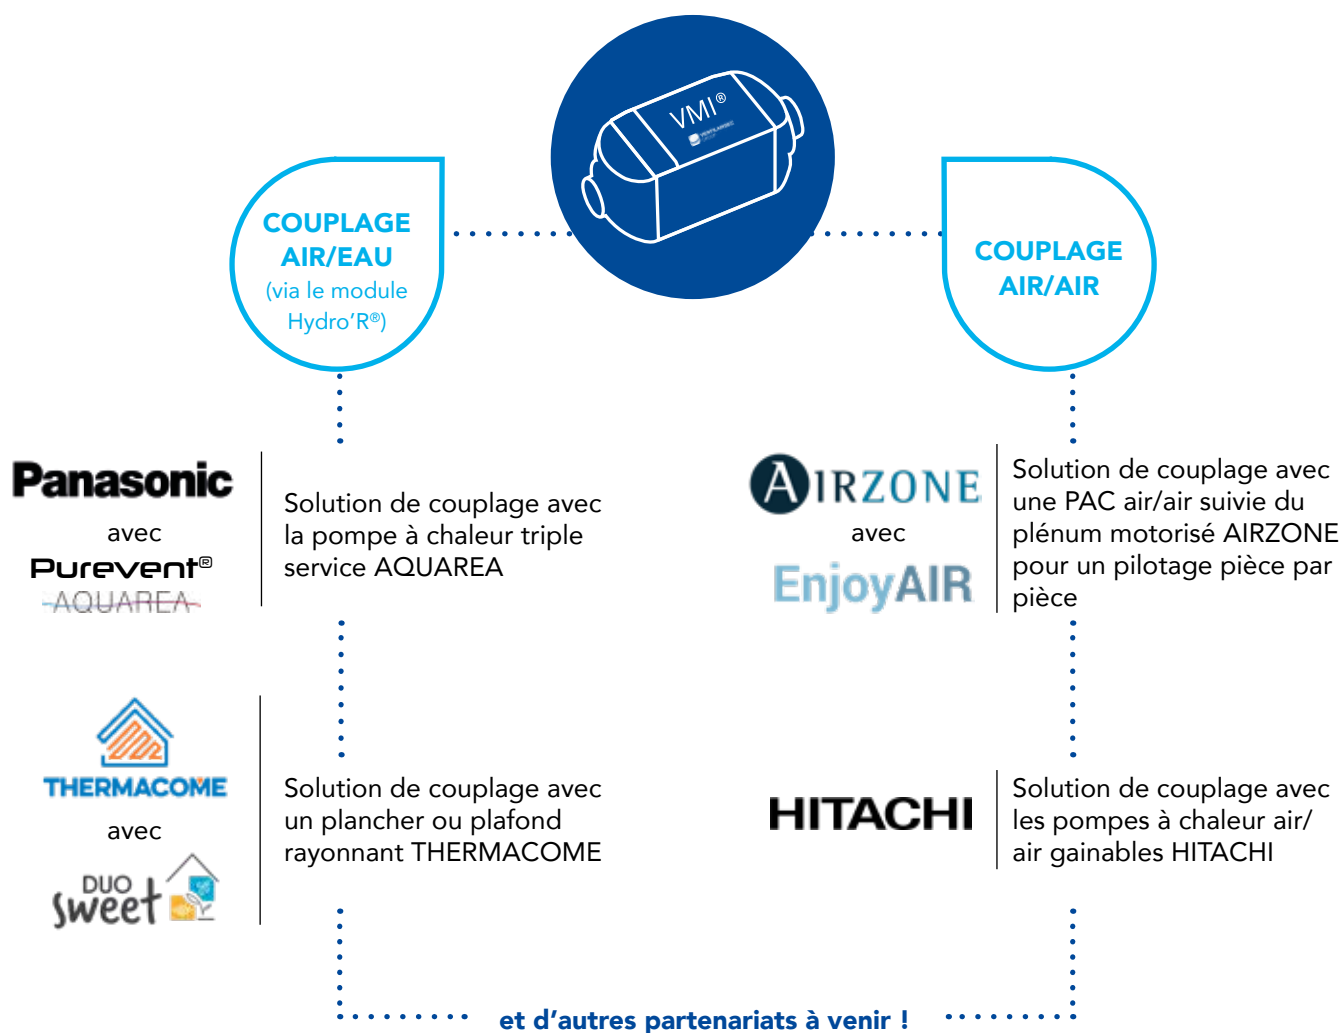 VMI®
VENTILAIRSEC
GROUP
COUPLAGE
AIR/EAU
(via le module
Hydro'R®)
COUPLAGE
AIR/AIR
Panasonic
avec
Purevent®
AQUAREA
Solution de couplage avec
la pompe à chaleur triple
service AQUAREA
AIRZONE
avec
EnjoyAIR
Solution de couplage avec
une PAC air/air suivie du
plénum motorisé AIRZONE
pour un pilotage pièce par
pièce
THERMACOME
avec
DUO
sweet
Solution de couplage avec
un plancher ou plafond
rayonnant THERMACOME
HITACHI
Solution de couplage avec
les pompes à chaleur air/
air gainables HITACHI
et d'autres partenariats à venir !